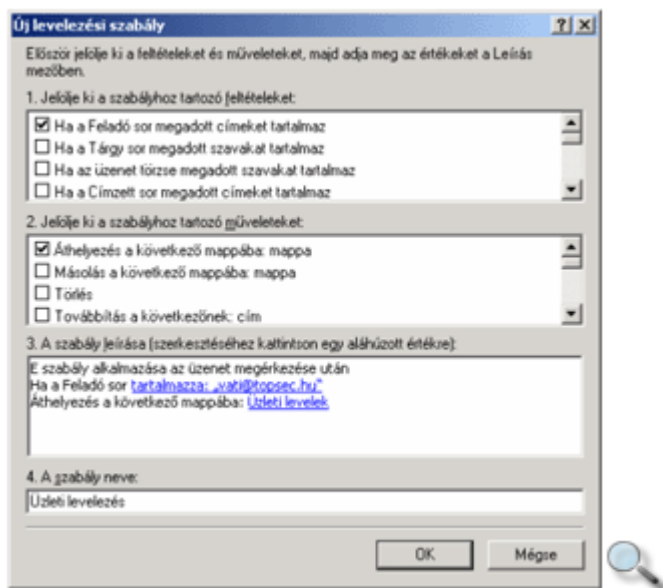 Új levelezési szabály
Először jelölje ki a feltételeket és műveleteket, majd adja meg az értékeket a Leírás
mezőben.
1. Jelölje ki a szabályhoz tartozó feltételeket:
Ha a Feladó sor megadott címeket tartalmaz
Ha a Tárgy sor megadott szavakat tartalmaz
Ha az üzenet törzse megadott szavakat tartalmaz
Ha a Címzett sor megadott címeket tartalmaz
2. Jelölje ki a szabályhoz tartozó műveleteket:
Áthelyezés a következő mappába: mappa
Másolás a következő mappába: mappa
Törlés
Továbbítás a következőnek: cím
3. A szabály leírása (szerkesztéséhez kattintson egy aláhúzott értékre):
E szabály alkalmazása az üzenet megérkezése után
Ha a Feladó sor tartalmazza: „vati@topsec.hu”
Áthelyezés a következő mappába: Üzleti levelek
4. A szabály neve:
Üzleti levelezés
OK Mégse